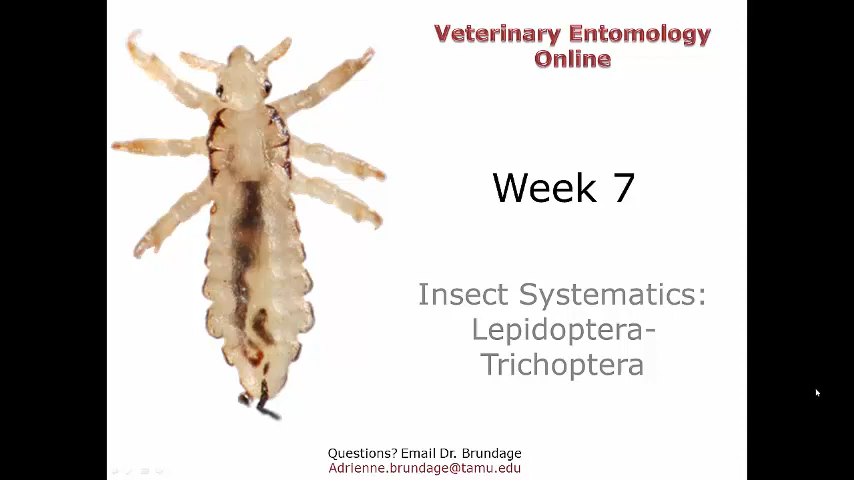 Veterinary Entomology
Online
Week 7
Insect Systematics:
Lepidoptera-
Trichoptera
Questions? Email Dr. Brundage
Adrienne.brundage@tamu.edu